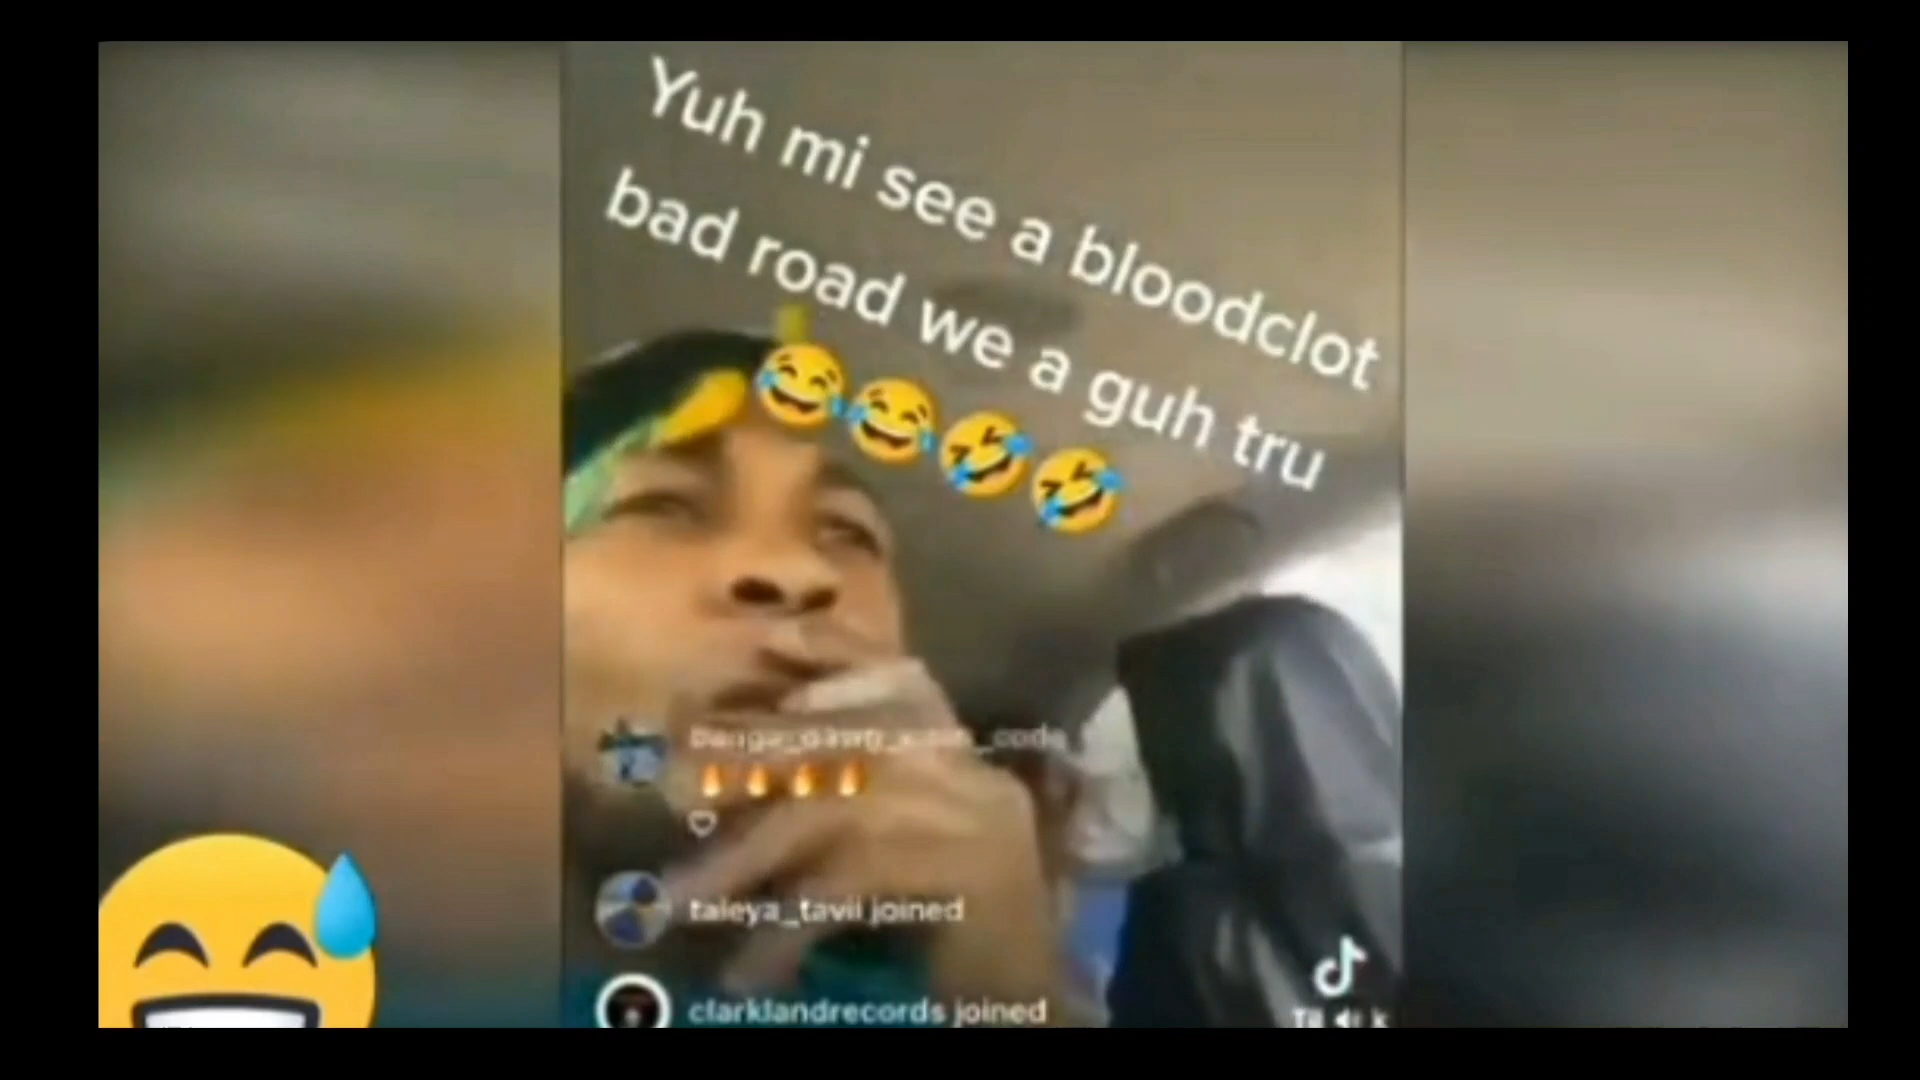 Yuh mi see a bloodclot
bad road we a guh tru
😂😂🤣🤣
🔥🔥🔥🔥
taleya_tavii joined
clarklandrecords joined